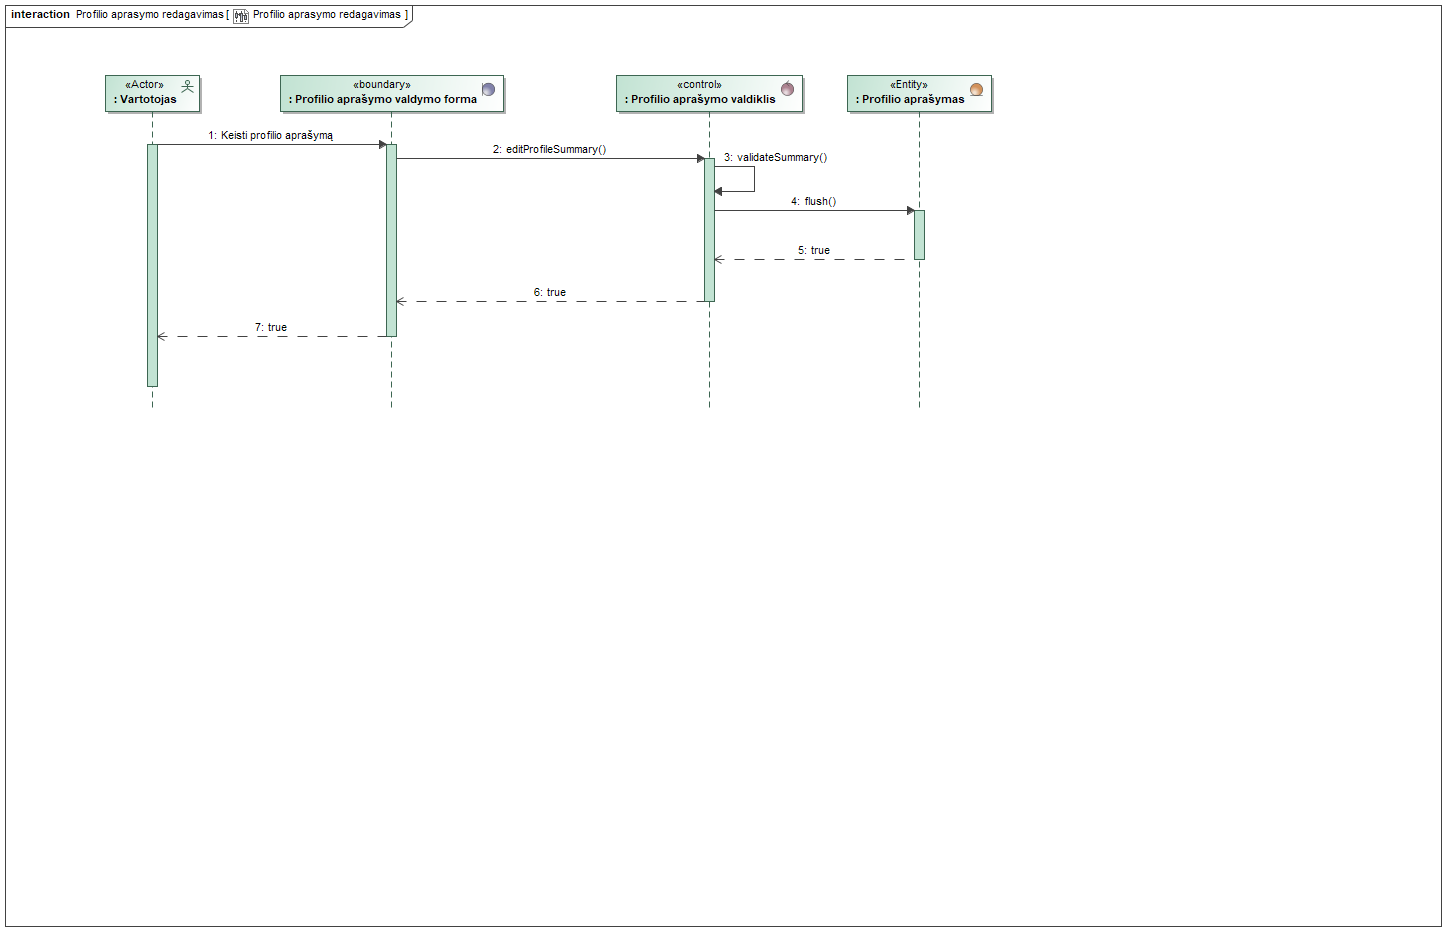 interaction Profilio aprasymo redagavimas [ Profilio aprasymo redagavimas ]
«Actor»
: Vartotojas
«boundary»
: Profilio aprašymo valdymo forma
«control»
: Profilio aprašymo valdiklis
«Entity»
: Profilio aprašymas
1: Keisti profilio aprašymą
2: editProfileSummary()
3: validateSummary()
4: flush()
5: true
6: true
7: true